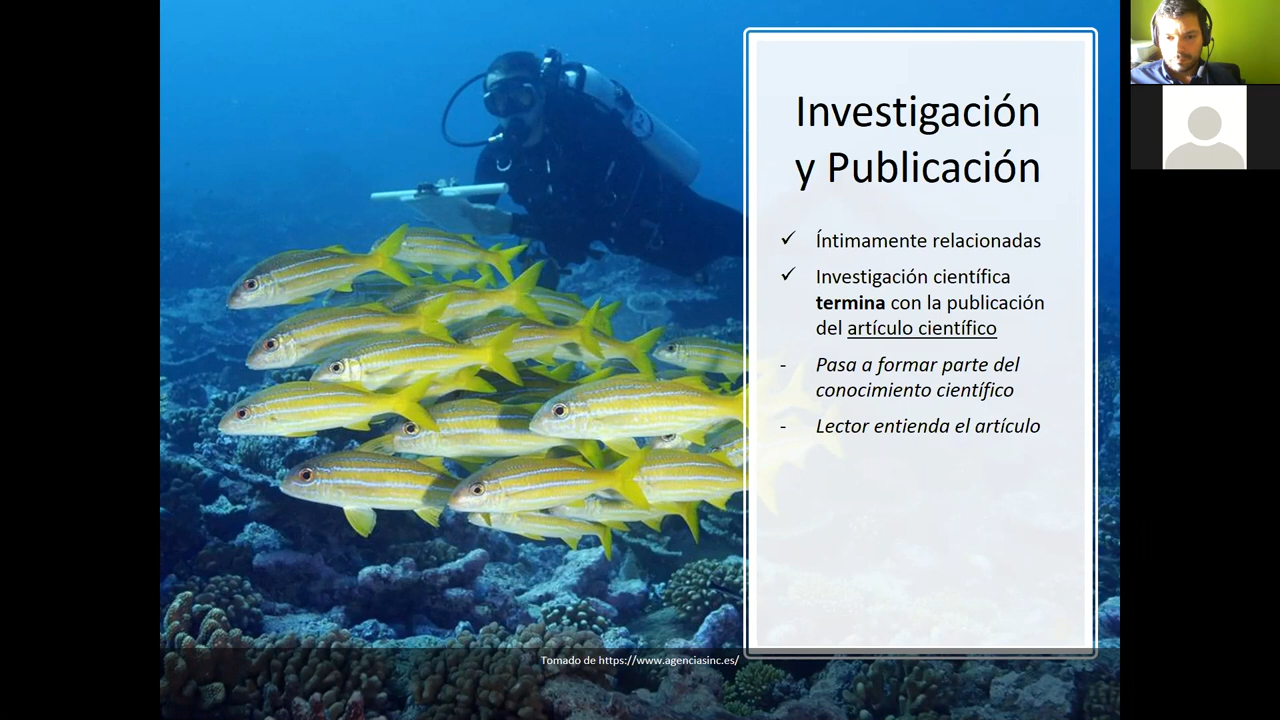 Investigación
y Publicación
✓ Íntimamente relacionadas
✓ Investigación científica
termina con la publicación
del artículo científico
- Pasa a formar parte del
conocimiento científico
- Lector entienda el artículo
Tomado de https://www.agenciasinc.es/